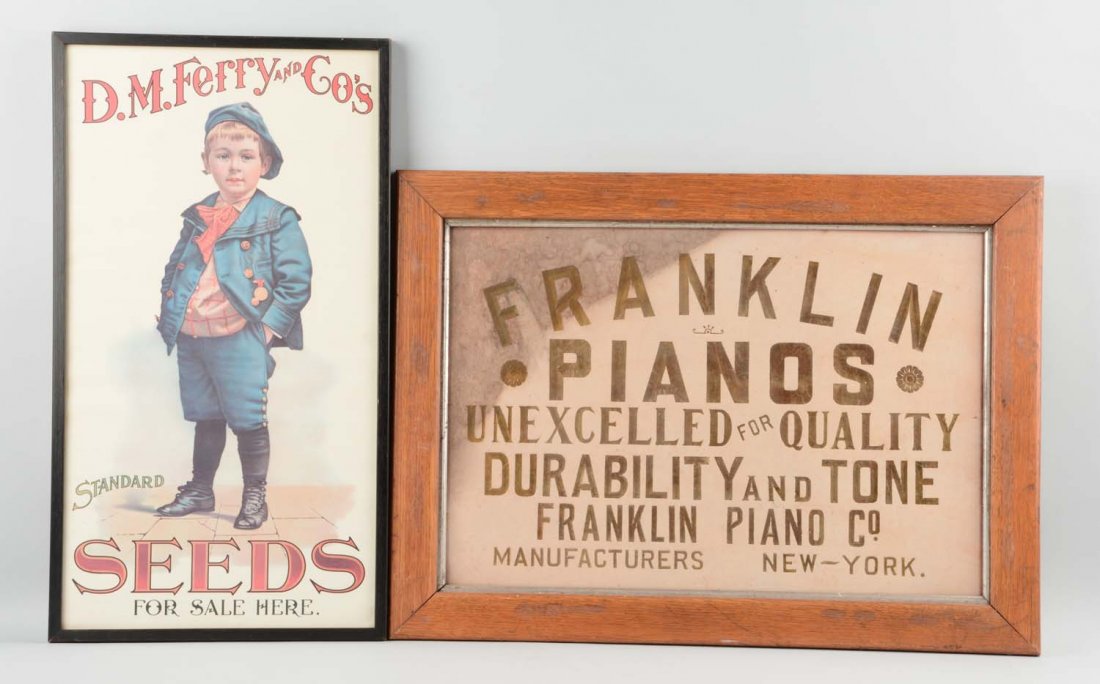 D.M. Ferry AND Co's
STANDARD
SEEDS
FOR SALE HERE.
FRANKLIN
PIANOS
UNEXCELLED FOR QUALITY
DURABILITY AND TONE
FRANKLIN PIANO Co.
MANUFACTURERS NEW-YORK.